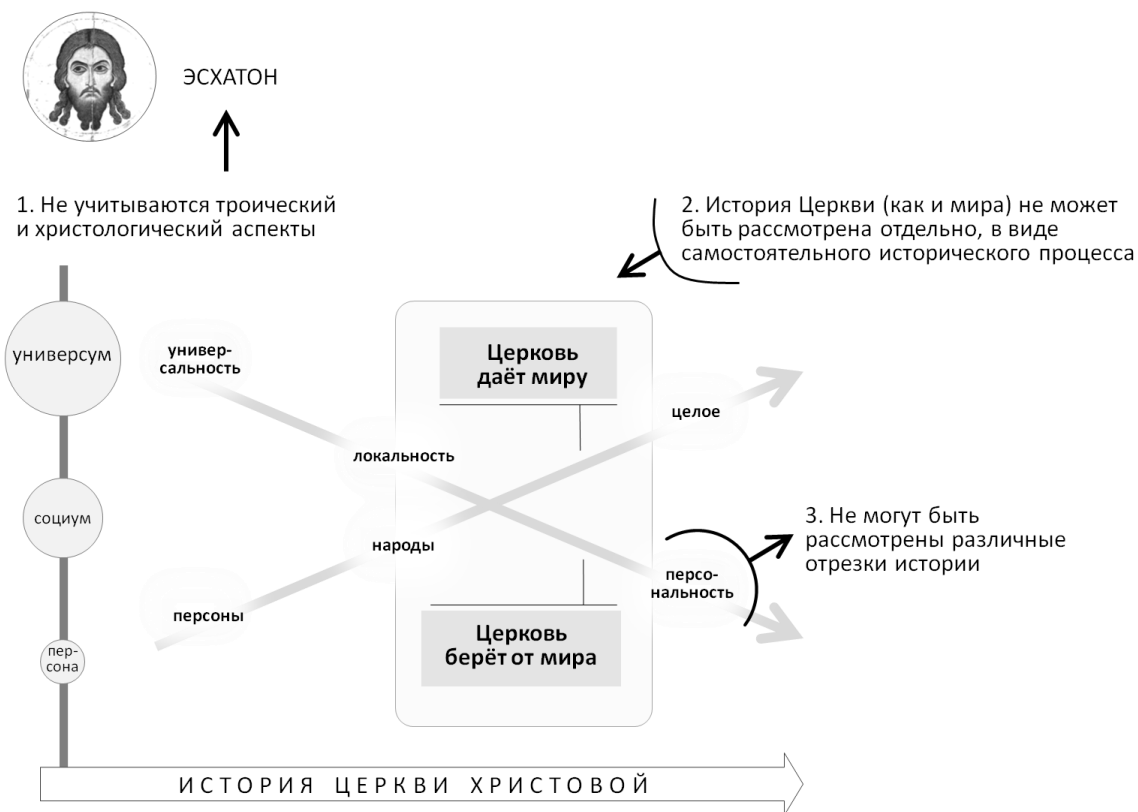 ЭСХАТОН
1. Не учитываются троический
и христологический аспекты
2. История Церкви (как и мира) не может
быть рассмотрена отдельно, в виде
самостоятельного исторического процесса
универсум
универ-
сальность
Церковь
даёт миру
целое
локальность
социум
народы
3. Не могут быть
рассмотрены различные
отрезки истории
персо-
нальность
персоны
пер-
сона
Церковь
берёт от мира
ИСТОРИЯ ЦЕРКВИ ХРИСТОВОЙ